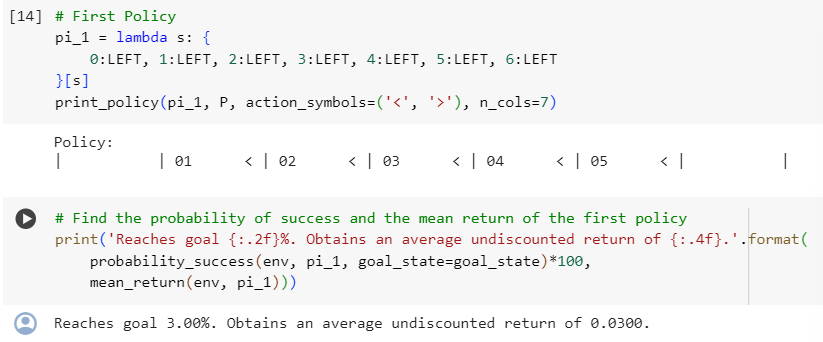 [14] # First Policy
pi_1 = lambda s: {
    0:LEFT, 1:LEFT, 2:LEFT, 3:LEFT, 4:LEFT, 5:LEFT, 6:LEFT
}[s]
print_policy(pi_1, P, action_symbols=('<', '>'), n_cols=7)
Policy:
|           | 01      < | 02      < | 03      < | 04      < | 05      < |           |
# Find the probability of success and the mean return of the first policy
print('Reaches goal {:.2f}%. Obtains an average undiscounted return of {:.4f}.'.format(
    probability_success(env, pi_1, goal_state=goal_state)*100,
    mean_return(env, pi_1)))
Reaches goal 3.00%. Obtains an average undiscounted return of 0.0300.